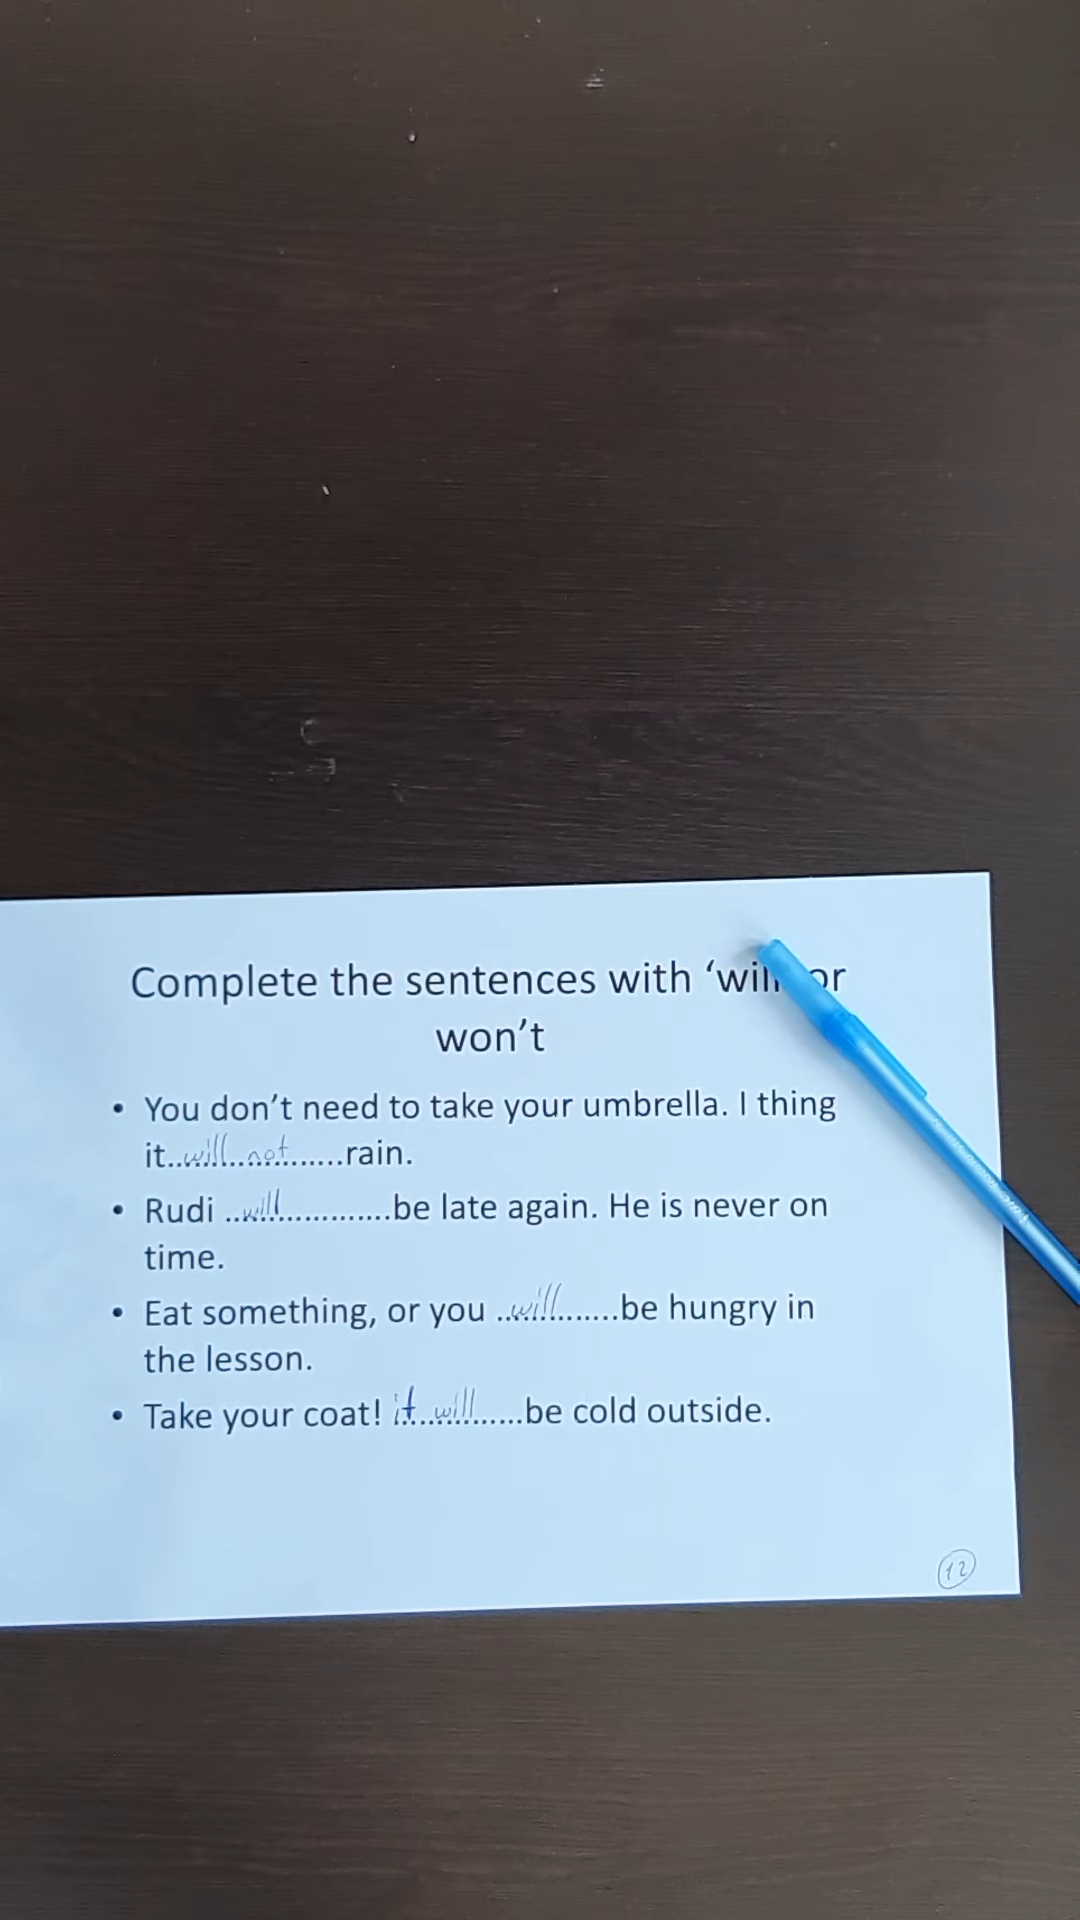 Complete the sentences with ‘will or
won’t
• You don’t need to take your umbrella. I thing
it..will not......rain.
• Rudi ..will..............be late again. He is never on
time.
• Eat something, or you ..will.......be hungry in
the lesson.
• Take your coat! it..will......be cold outside.
12